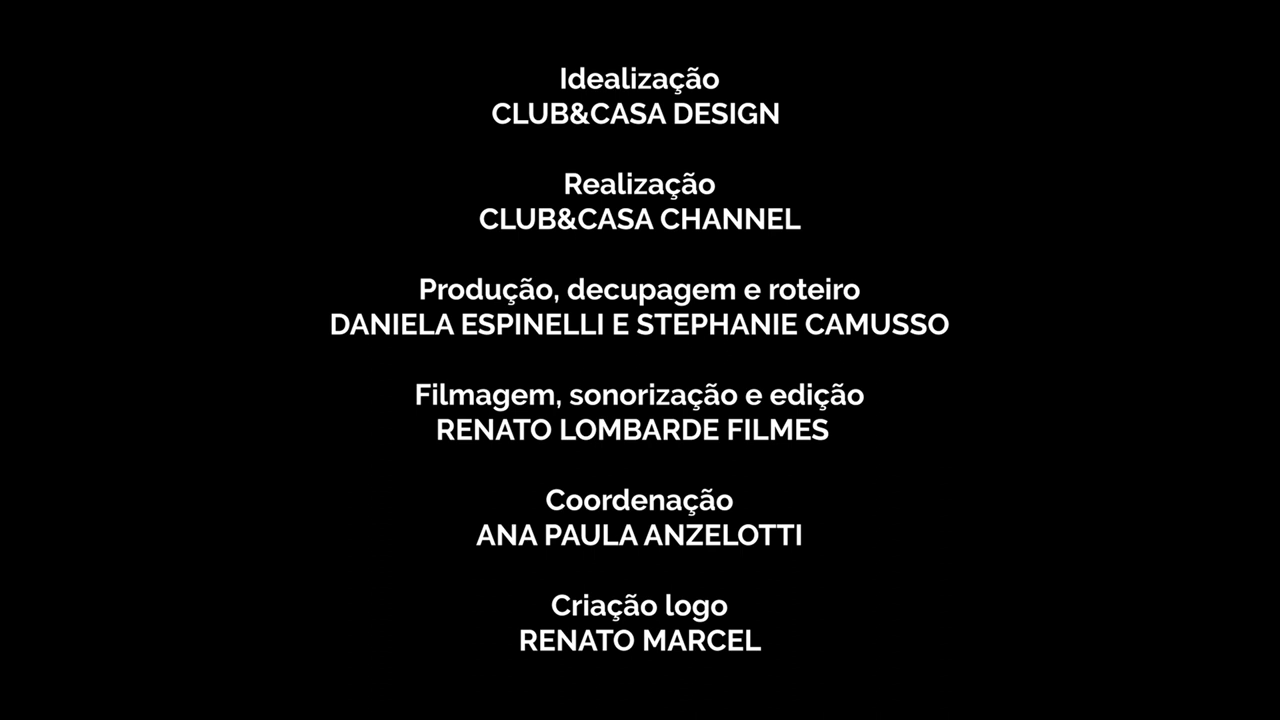 Idealização
CLUB&CASA DESIGN
Realização
CLUB&CASA CHANNEL
Produção, decupagem e roteiro
DANIELA ESPINELLI E STEPHANIE CAMUSSO
Filmagem, sonorização e edição
RENATO LOMBARDE FILMES
Coordenação
ANA PAULA ANZELOTTI
Criação logo
RENATO MARCEL